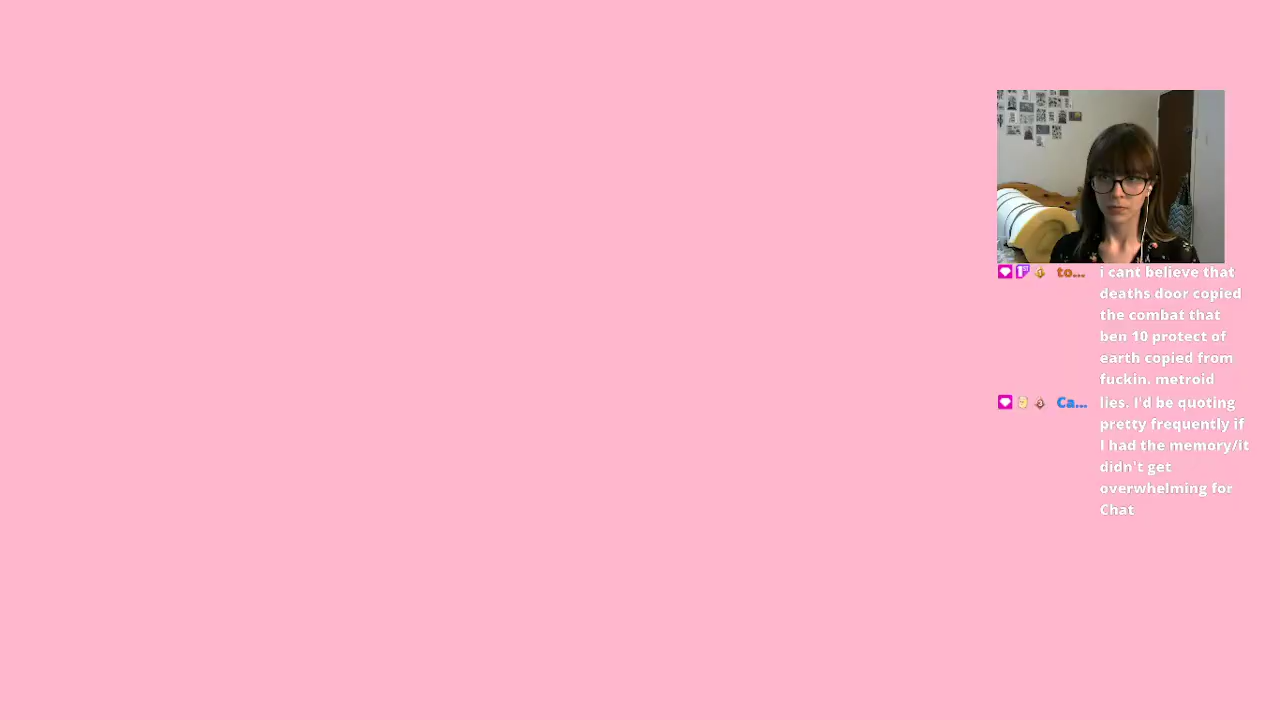 to... i cant believe that
deaths door copied
the combat that
ben 10 protect of
earth copied from
fuckin. metroid
Ca... lies. I'd be quoting
pretty frequently if
I had the memory/it
didn't get
overwhelming for
Chat